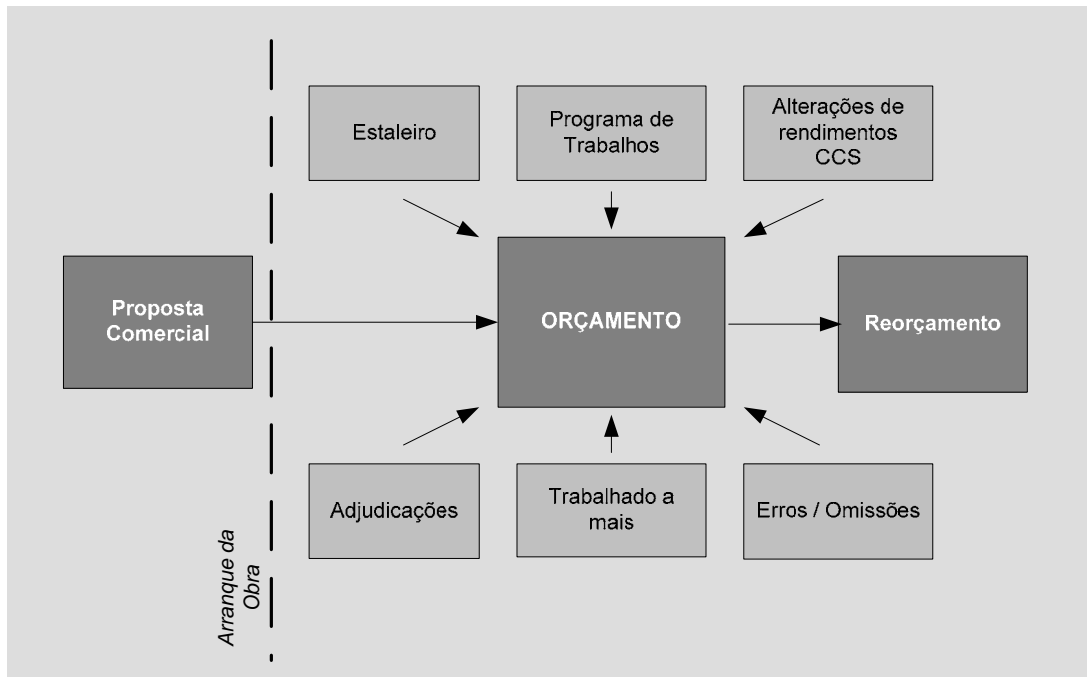 Estaleiro
Programa de
Trabalhos
Alterações de
rendimentos
CCS
Proposta
Comercial
ORÇAMENTO
Reorçamento
Adjudicações
Trabalhado a
mais
Erros / Omissões
Arranque da
Obra